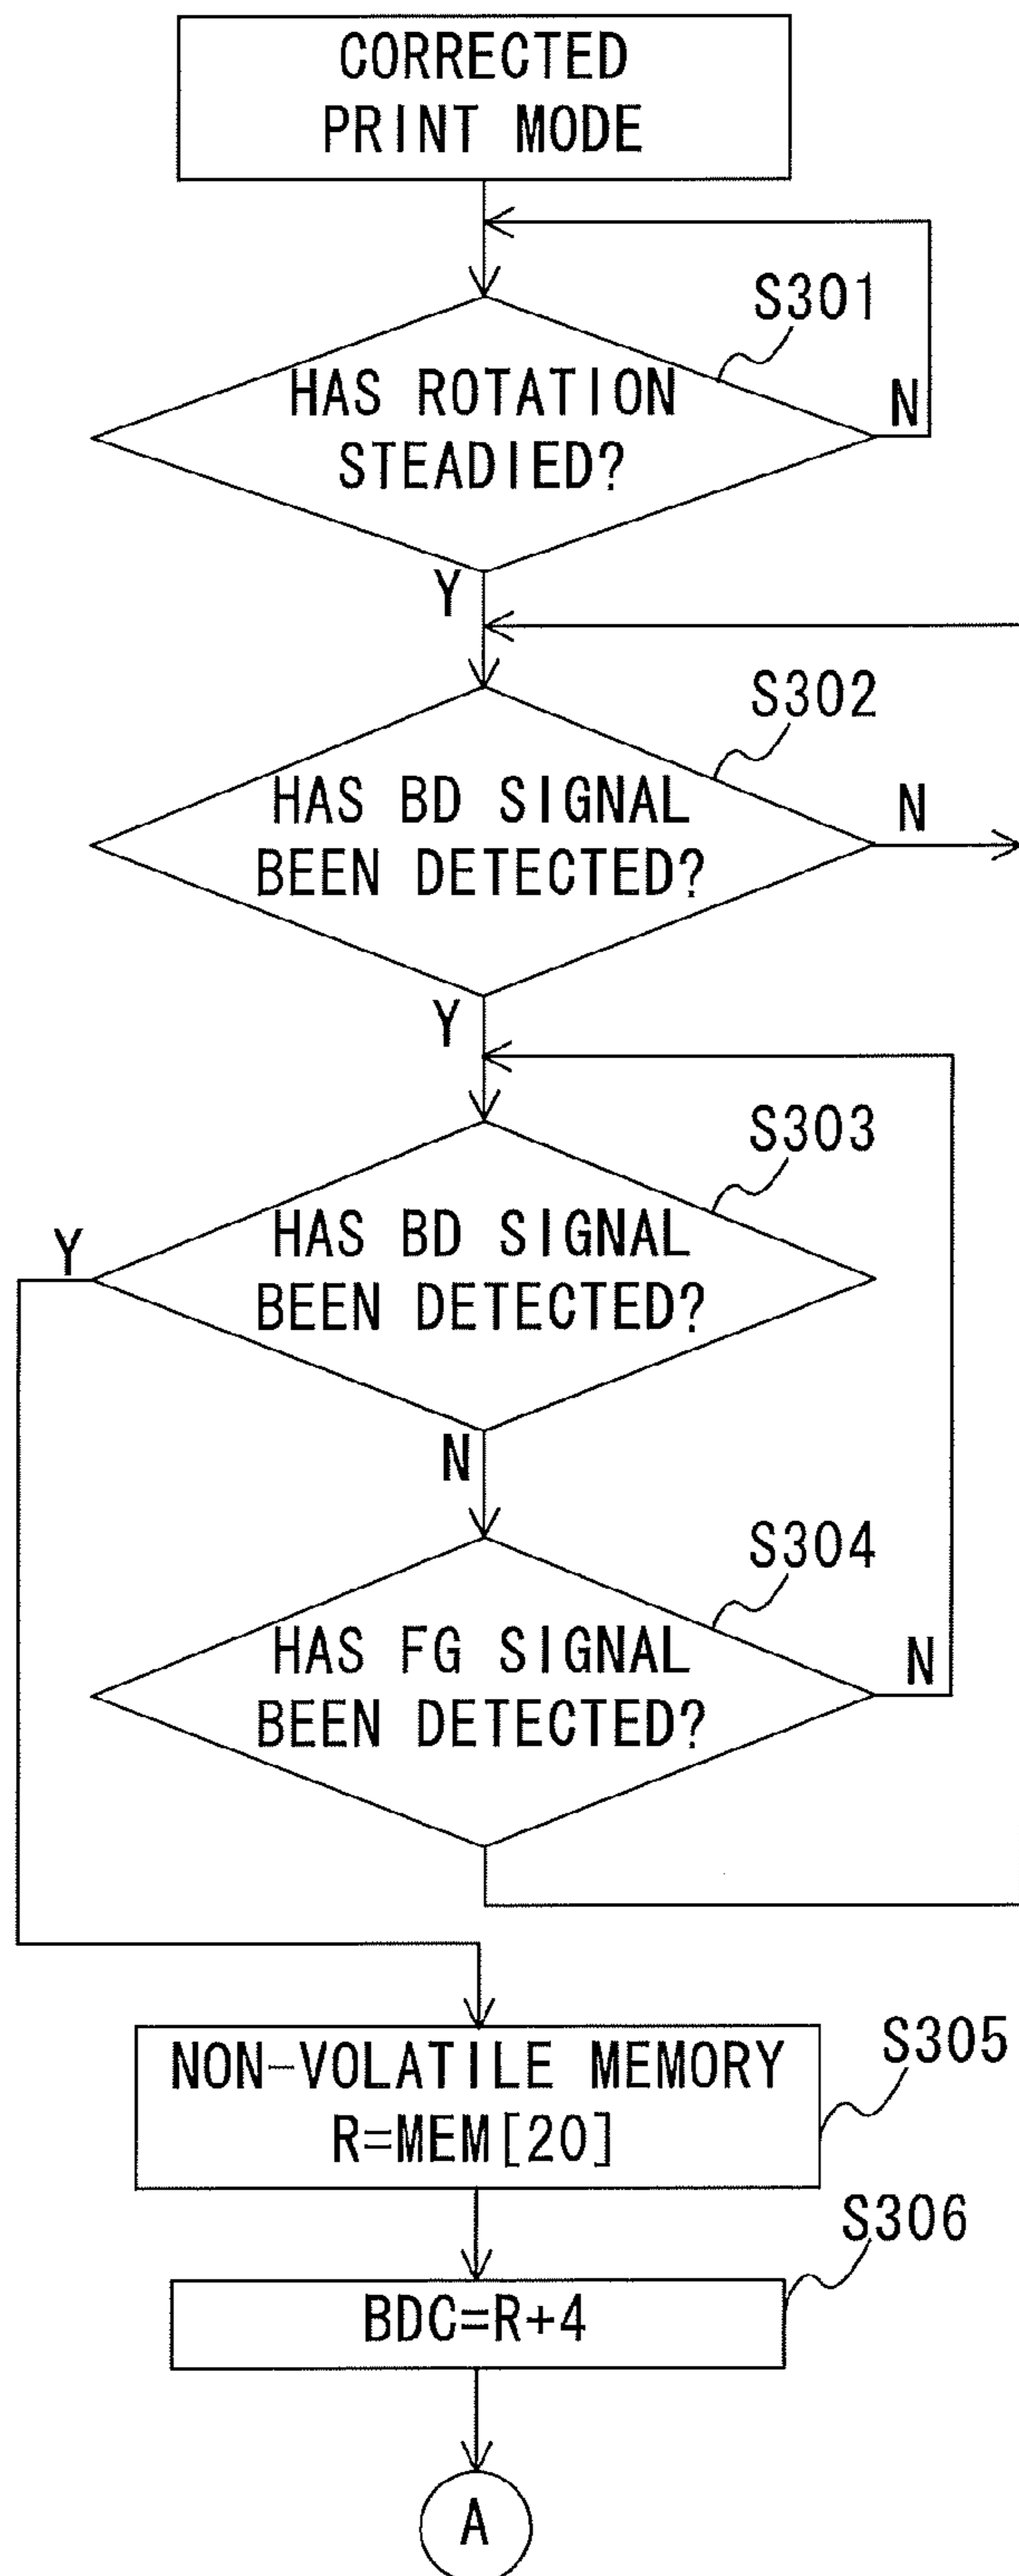 CORRECTED
PRINT MODE
S301
HAS ROTATION
STEADIED?
N
Y
S302
HAS BD SIGNAL
BEEN DETECTED?
N
Y
S303
HAS BD SIGNAL
BEEN DETECTED?
Y
N
S304
HAS FG SIGNAL
BEEN DETECTED?
N
NON-VOLATILE MEMORY
R=MEM[20]
S305
S306
BDC=R+4
A